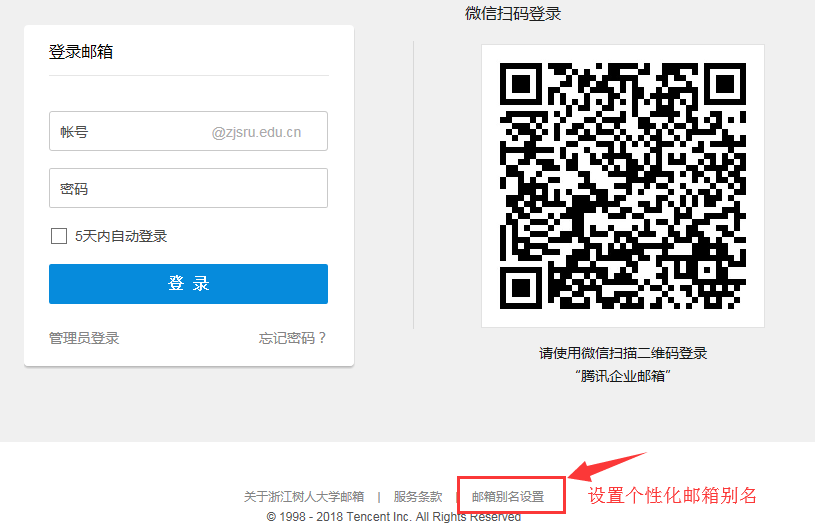 微信扫码登录
登录邮箱
帐号 @zjsru.edu.cn
密码
5天内自动登录
登 录
管理员登录 忘记密码？
请使用微信扫描二维码登录
“腾讯企业邮箱”
关于浙江树人大学邮箱 | 服务条款 | 邮箱别名设置
设置个性化邮箱别名
© 1998 - 2018 Tencent Inc. All Rights Reserved